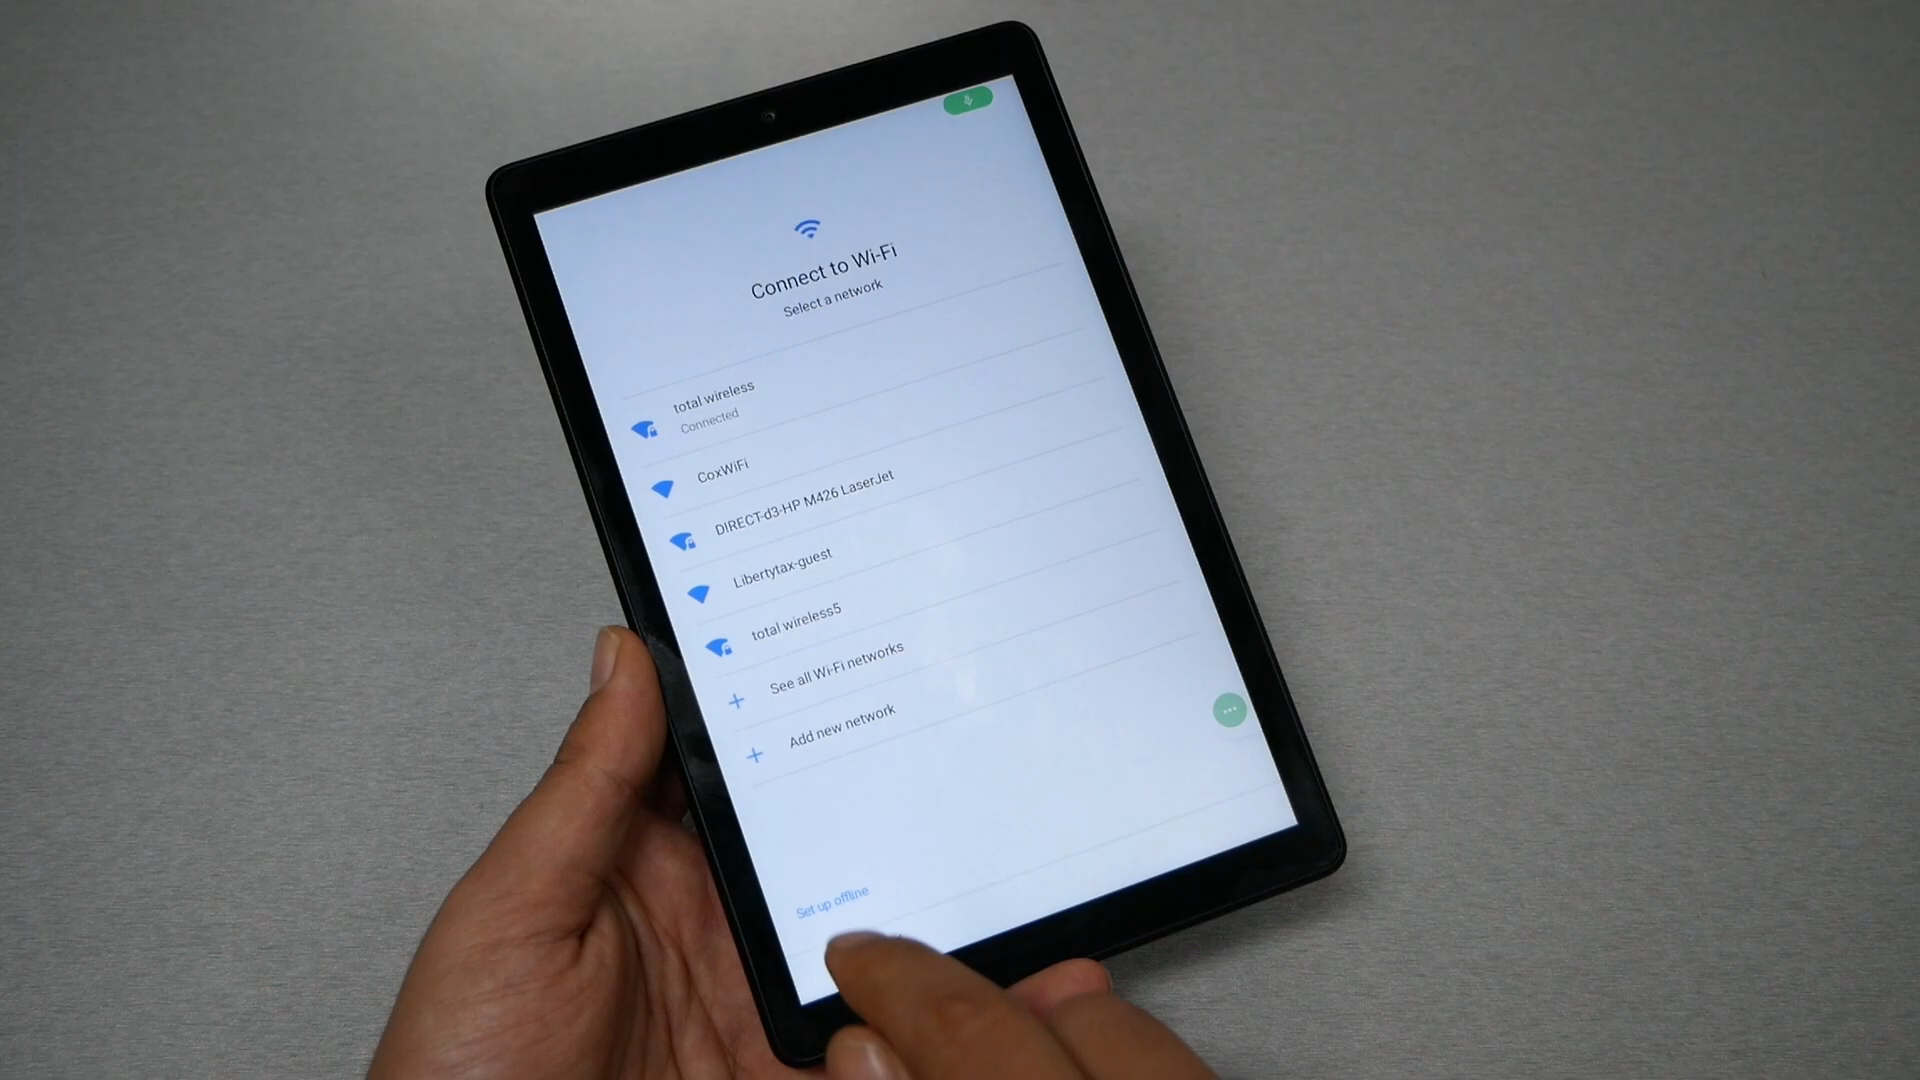 Connect to Wi-Fi
Select a network
total wireless
Connected
CoxWiFi
DIRECT-d3-HP M426 LaserJet
Libertytax-guest
total wireless5
See all Wi-Fi networks
Add new network
Set up offline